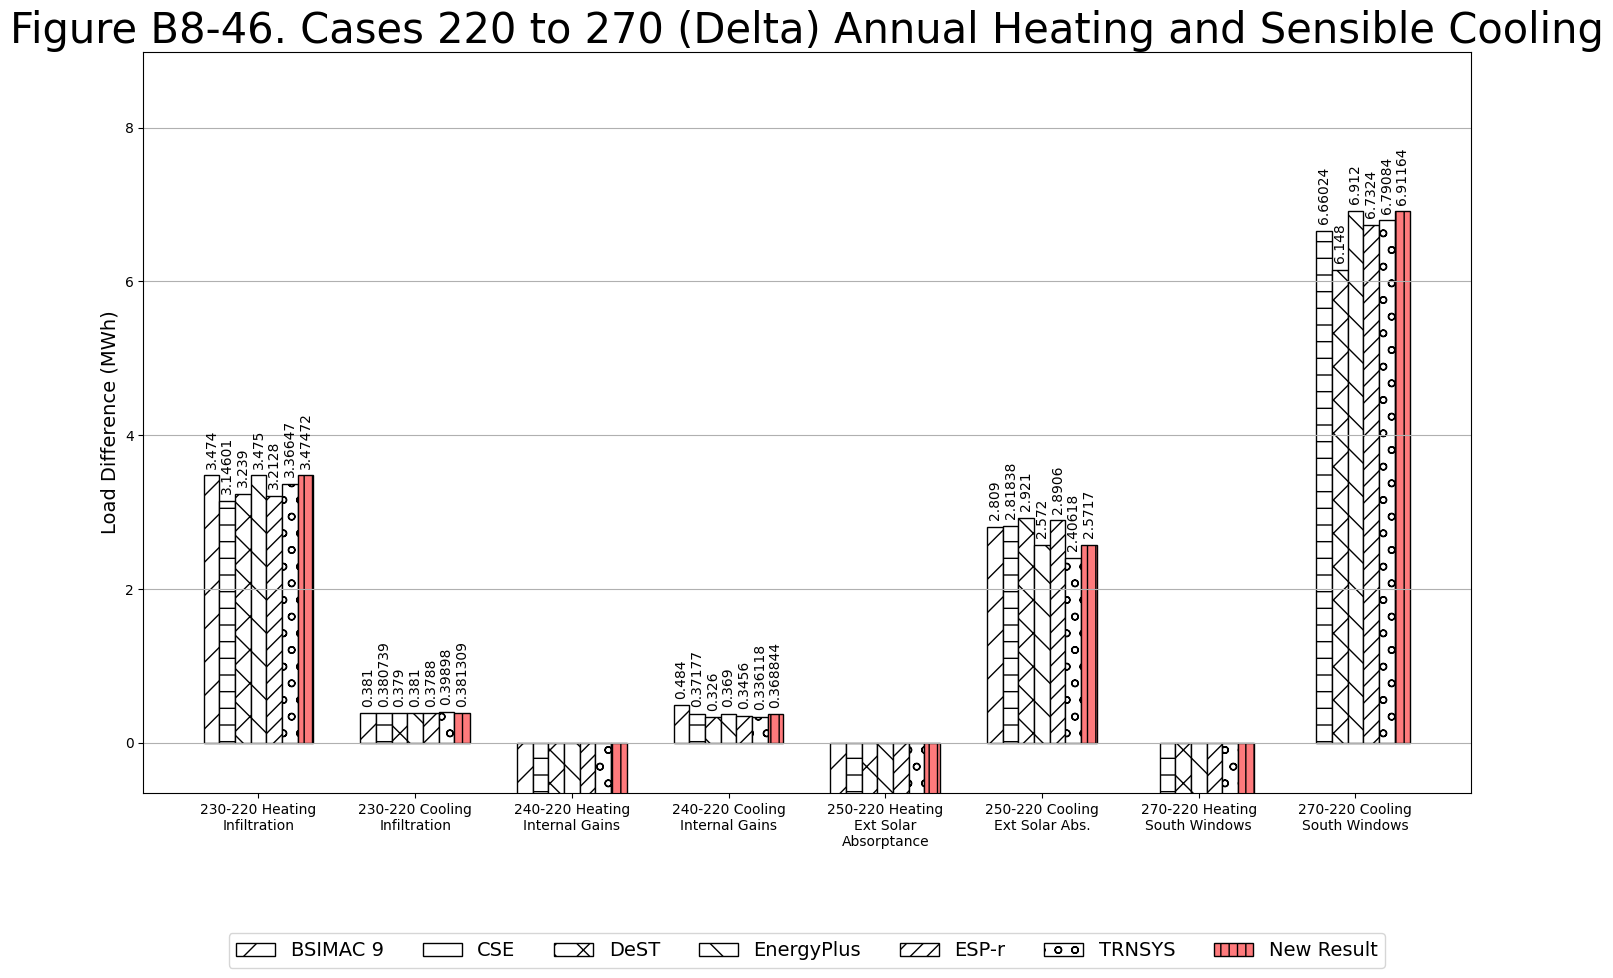 Figure B8-46. Cases 220 to 270 (Delta) Annual Heating and Sensible Cooling
Load Difference (MWh)
8
6
4
2
0
3.474
3.14601
3.239
3.475
3.2128
3.36647
3.47472
0.381
0.380739
0.379
0.381
0.3788
0.39898
0.381309
0.484
0.37177
0.326
0.369
0.3456
0.336118
0.368844
2.809
2.81838
2.921
2.572
2.8906
2.40618
2.5717
6.66024
6.148
6.912
6.7324
6.79084
6.91164
230-220 Heating
Infiltration
230-220 Cooling
Infiltration
240-220 Heating
Internal Gains
240-220 Cooling
Internal Gains
250-220 Heating
Ext Solar
Absorptance
250-220 Cooling
Ext Solar Abs.
270-220 Heating
South Windows
270-220 Cooling
South Windows
BSIMAC 9
CSE
DeST
EnergyPlus
ESP-r
TRNSYS
New Result